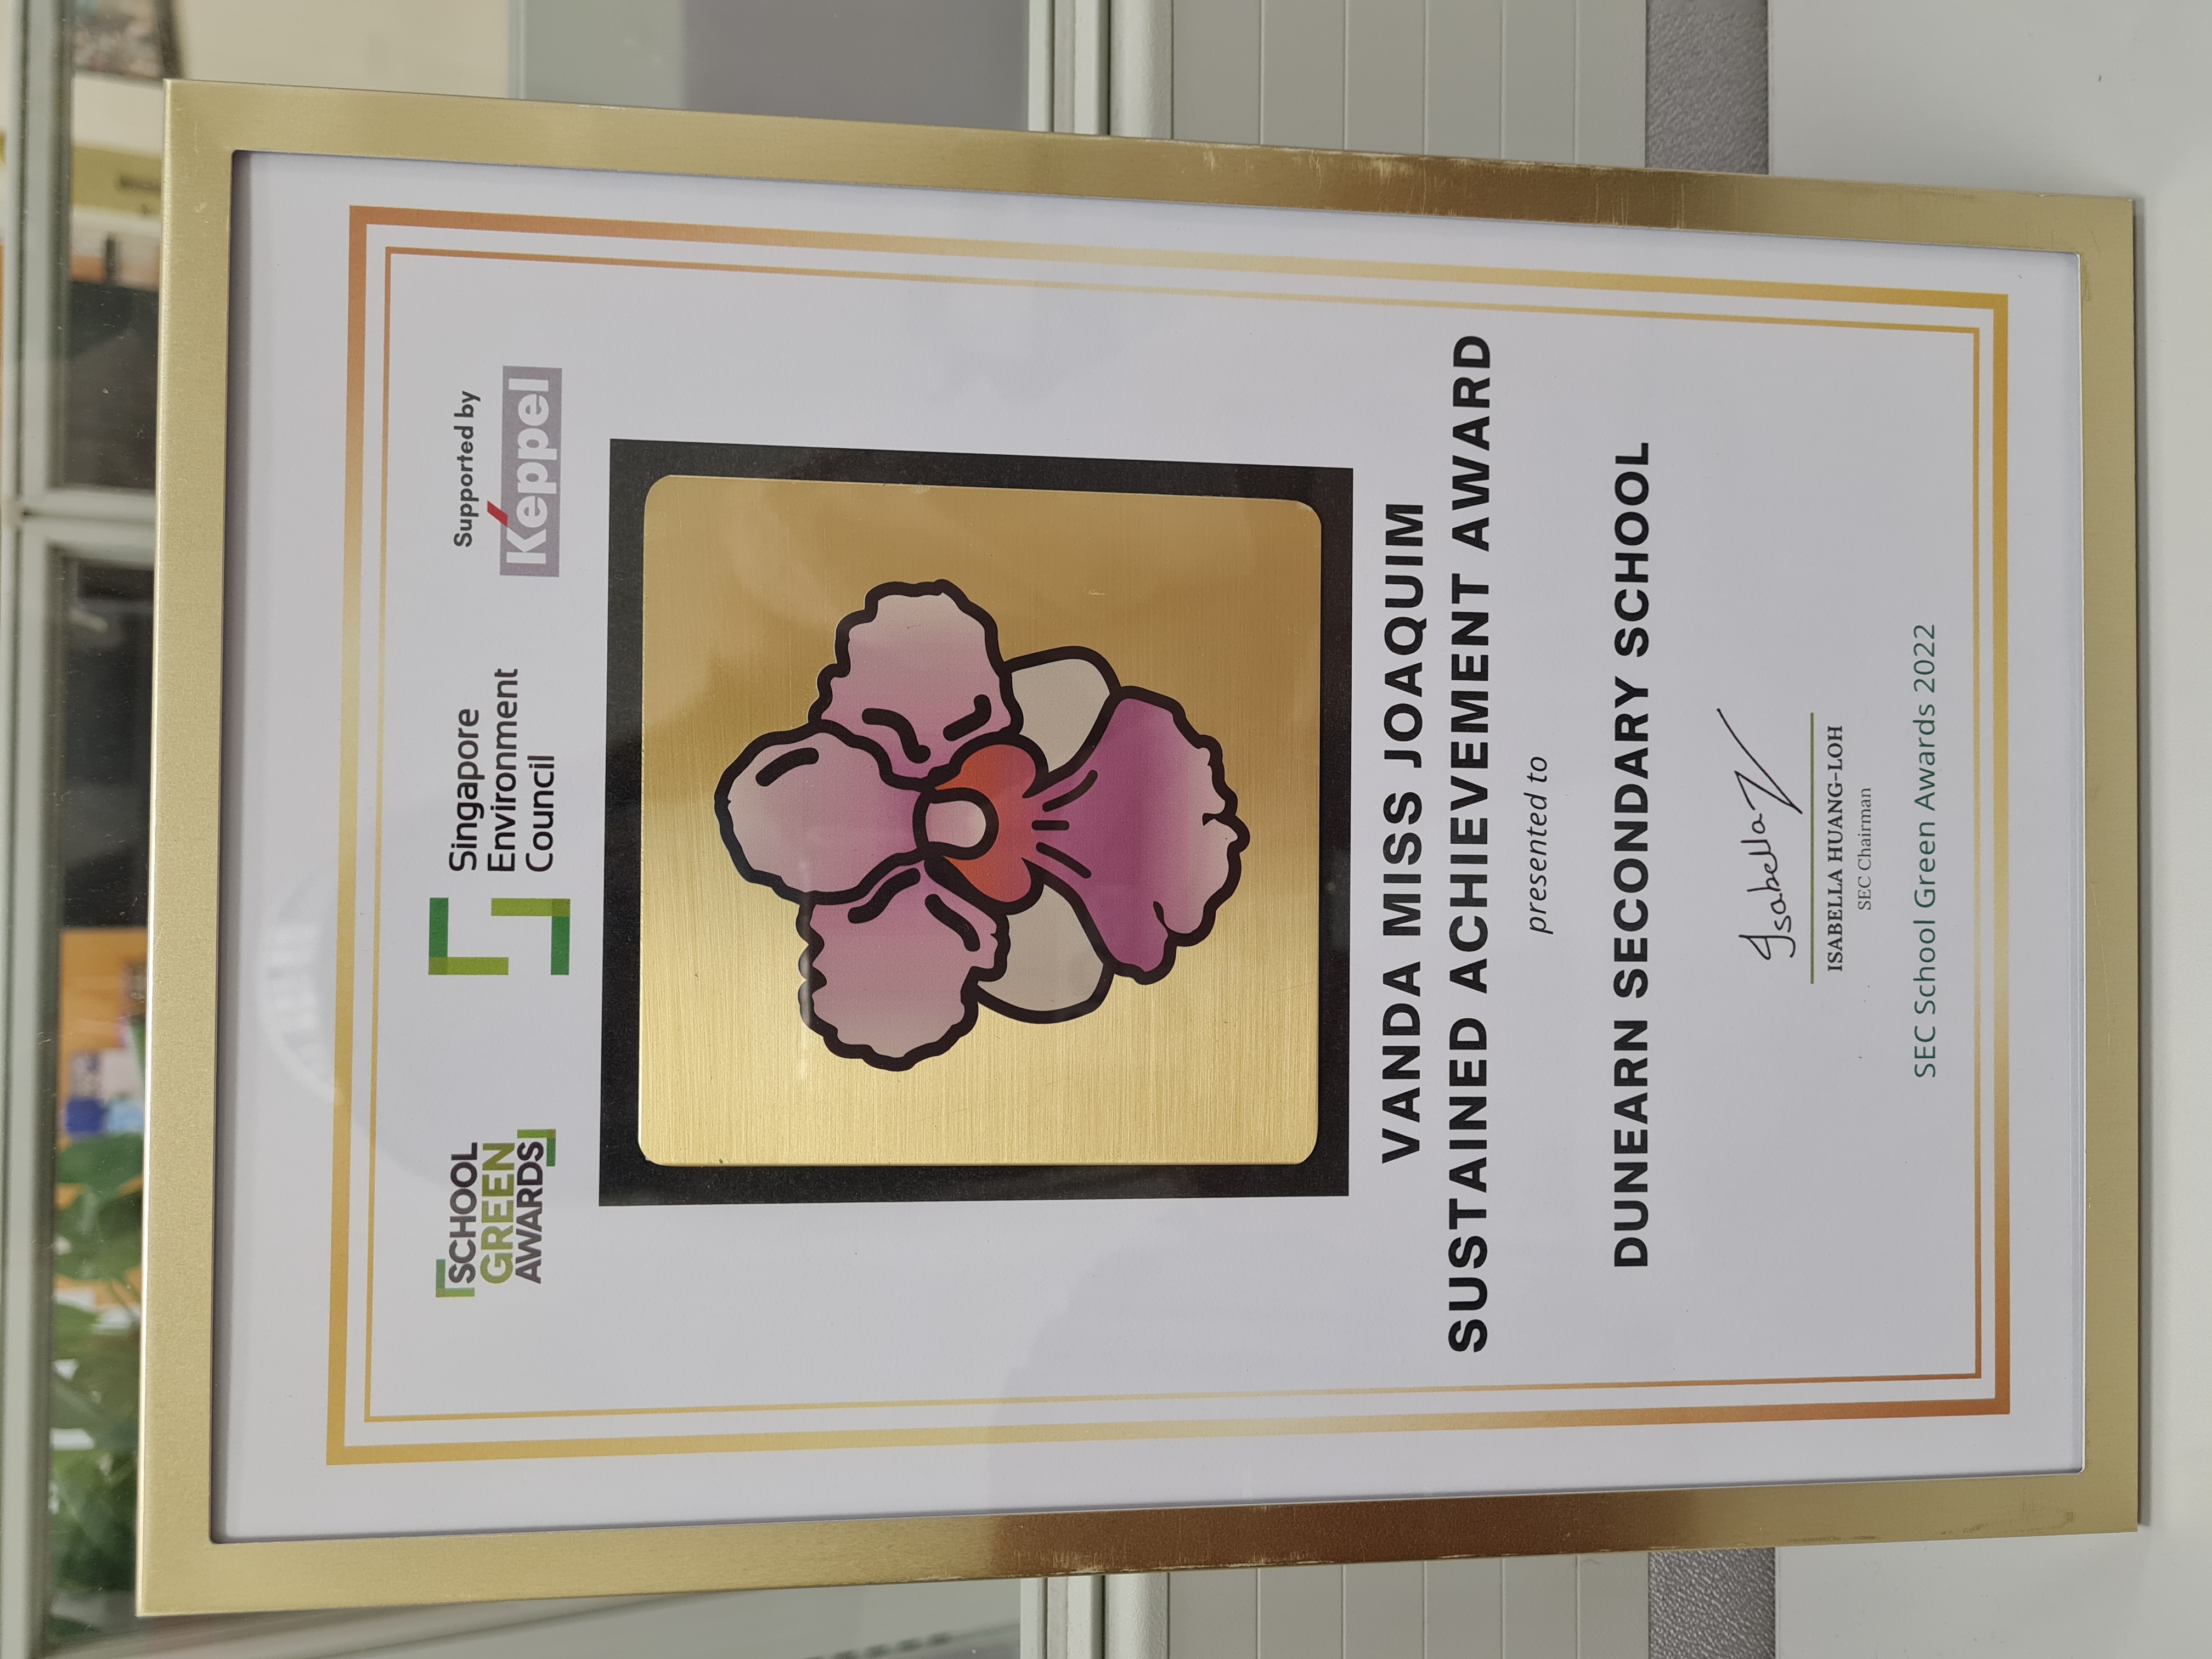 SCHOOL
GREEN
AWARDS
Singapore
Environment
Council
Supported by
Keppel
VANDA MISS JOAQUIM
SUSTAINED ACHIEVEMENT AWARD
presented to
DUNEARN SECONDARY SCHOOL
Isabella
ISABELLA HUANG-LOH
SEC Chairman
SEC School Green Awards 2022